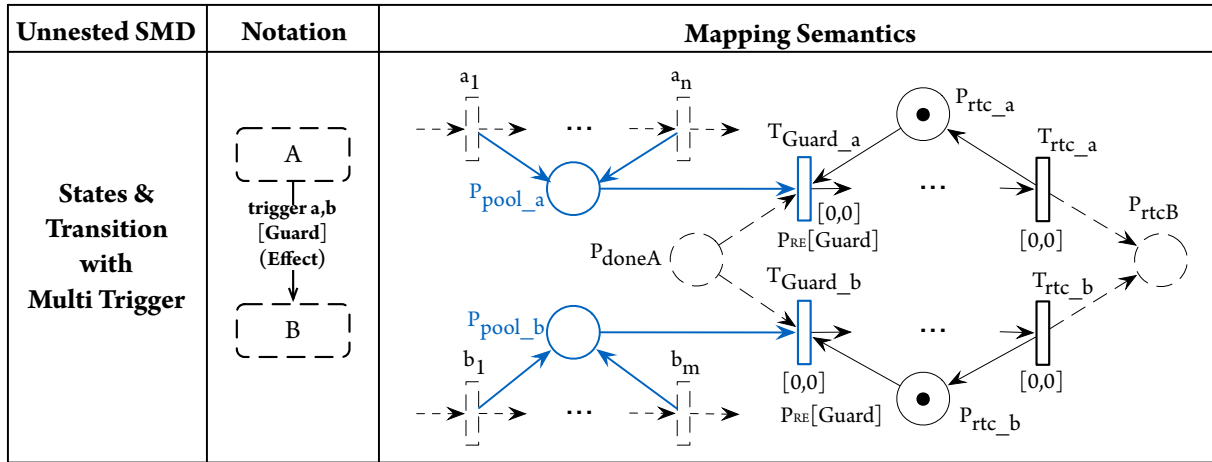 Unnested SMD
Notation
Mapping Semantics
States &
Transition
with
Multi Trigger
A
trigger a,b
[Guard]
(Effect)
B
a1
...
an
Ppool_a
TGuard_a
[0,0]
PRE[Guard]
Prtc_a
...
Trtc_a
[0,0]
PrtcB
PdoneA
TGuard_b
[0,0]
PRE[Guard]
...
Trtc_b
[0,0]
Prtc_b
Ppool_b
b1
...
bm